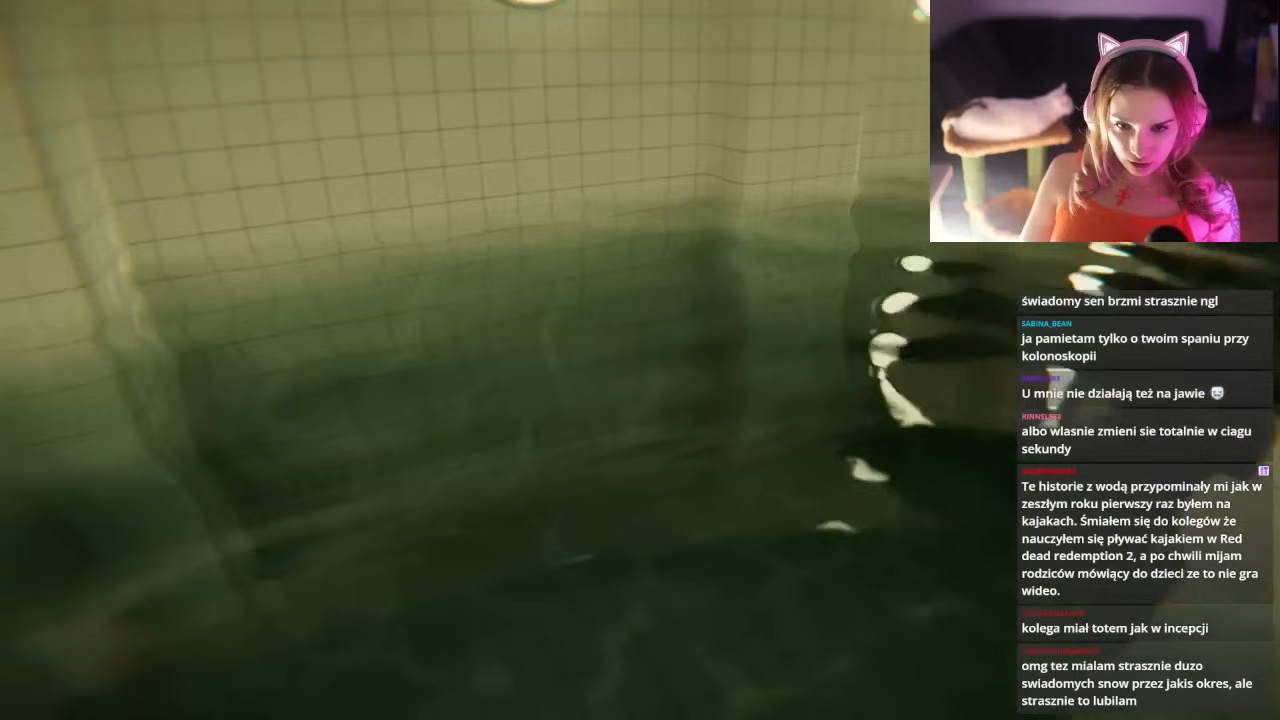 świadomy sen brzmi strasznie ngl
SABINA_BEAN
ja pamietam tylko o twoim spaniu przy
kolonoskopii
U mnie nie działają też na jawie
albo wlasnie zmieni sie totalnie w ciagu
sekundy
Te historie z wodą przypominały mi jak w
zeszłym roku pierwszy raz byłem na
kajakach. Śmiałem się do kolegów że
nauczyłem się pływać kajakiem w Red
dead redemption 2, a po chwili mijam
rodziców mówiący do dzieci ze to nie gra
wideo.
kolega miał totem jak w incepcji
omg tez mialam strasznie duzo
swiadomych snow przez jakis okres, ale
strasznie to lubilam